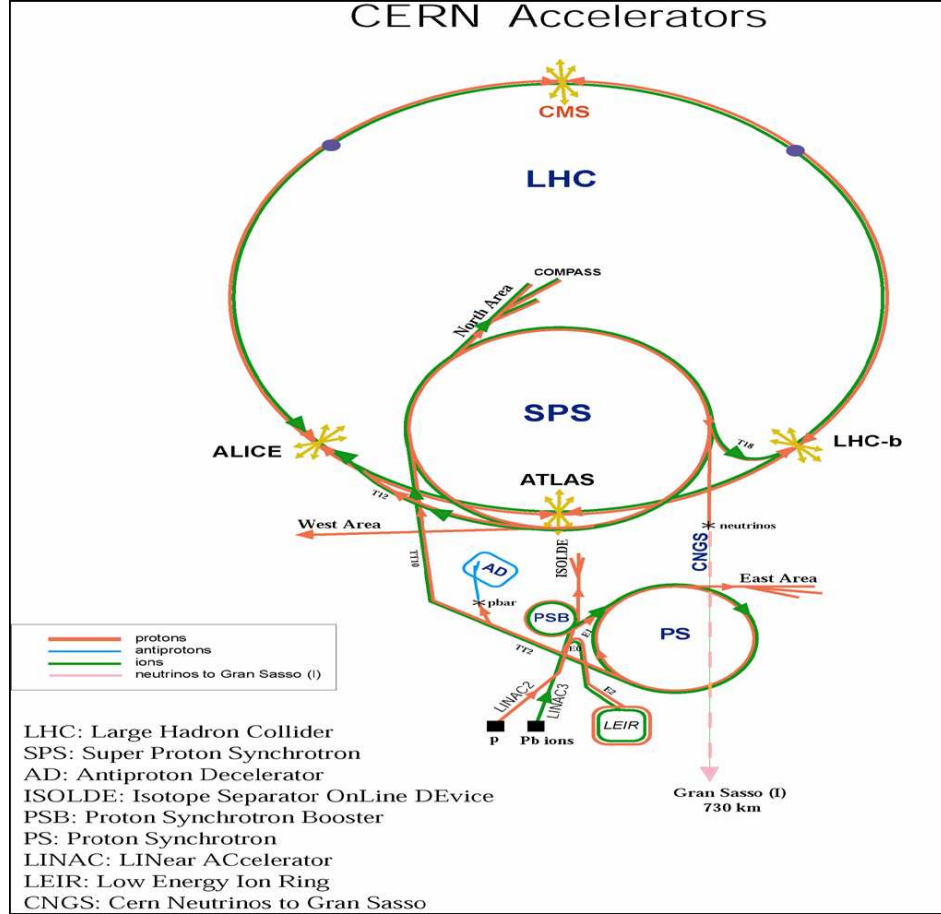 CERN Accelerators
CMS
LHC
COMPASS
North Area
SPS
ALICE
LHC-b
TI8
ATLAS
TI2
West Area
neutrinos
TT10
ISOLDE
CNGS
AD
East Area
pbar
PSB
PS
E1
TT2
E0
protons
antiprotons
ions
neutrinos to Gran Sasso (I)
LINAC2
LINAC3
E2
LEIR
p
Pb ions
Gran Sasso (I)
730 km
LHC: Large Hadron Collider
SPS: Super Proton Synchrotron
AD: Antiproton Decelerator
ISOLDE: Isotope Separator OnLine DEvice
PSB: Proton Synchrotron Booster
PS: Proton Synchrotron
LINAC: LINear ACcelerator
LEIR: Low Energy Ion Ring
CNGS: Cern Neutrinos to Gran Sasso